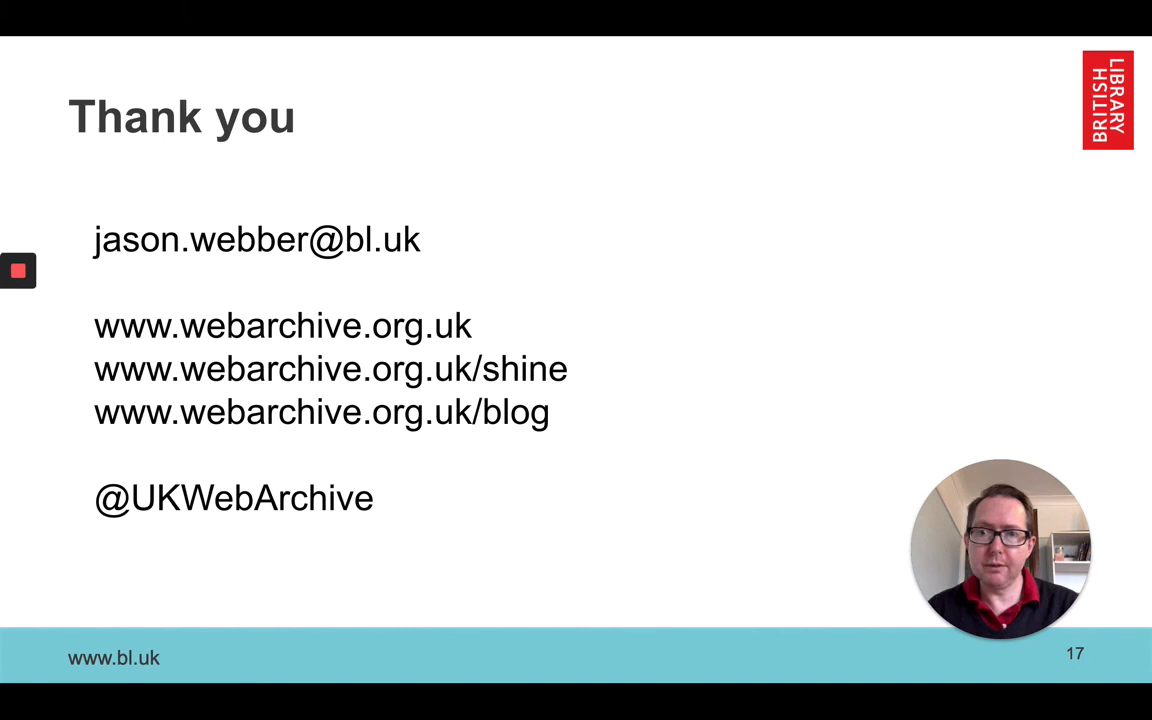 Thank you
LIBRARY
BRITISH
jason.webber@bl.uk
www.webarchive.org.uk
www.webarchive.org.uk/shine
www.webarchive.org.uk/blog
@UKWebArchive
www.bl.uk
17